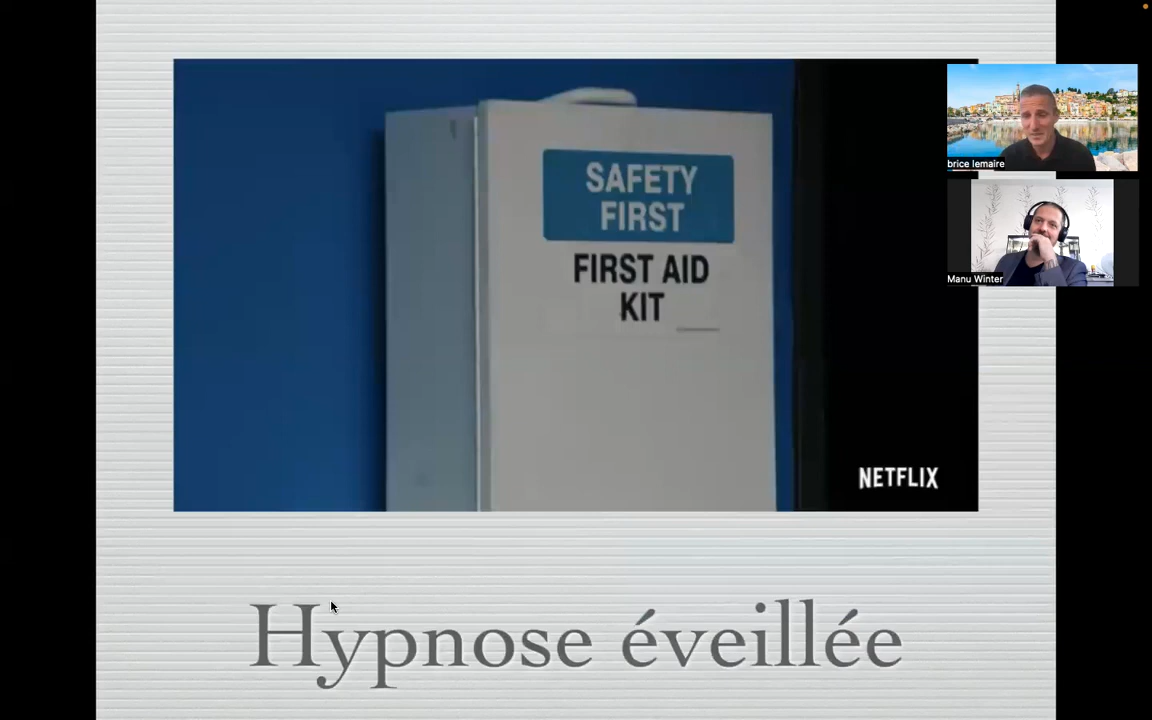 SAFETY
FIRST
FIRST AID
KIT
NETFLIX
brice lemaire
Manu Winter
Hypnose éveillée